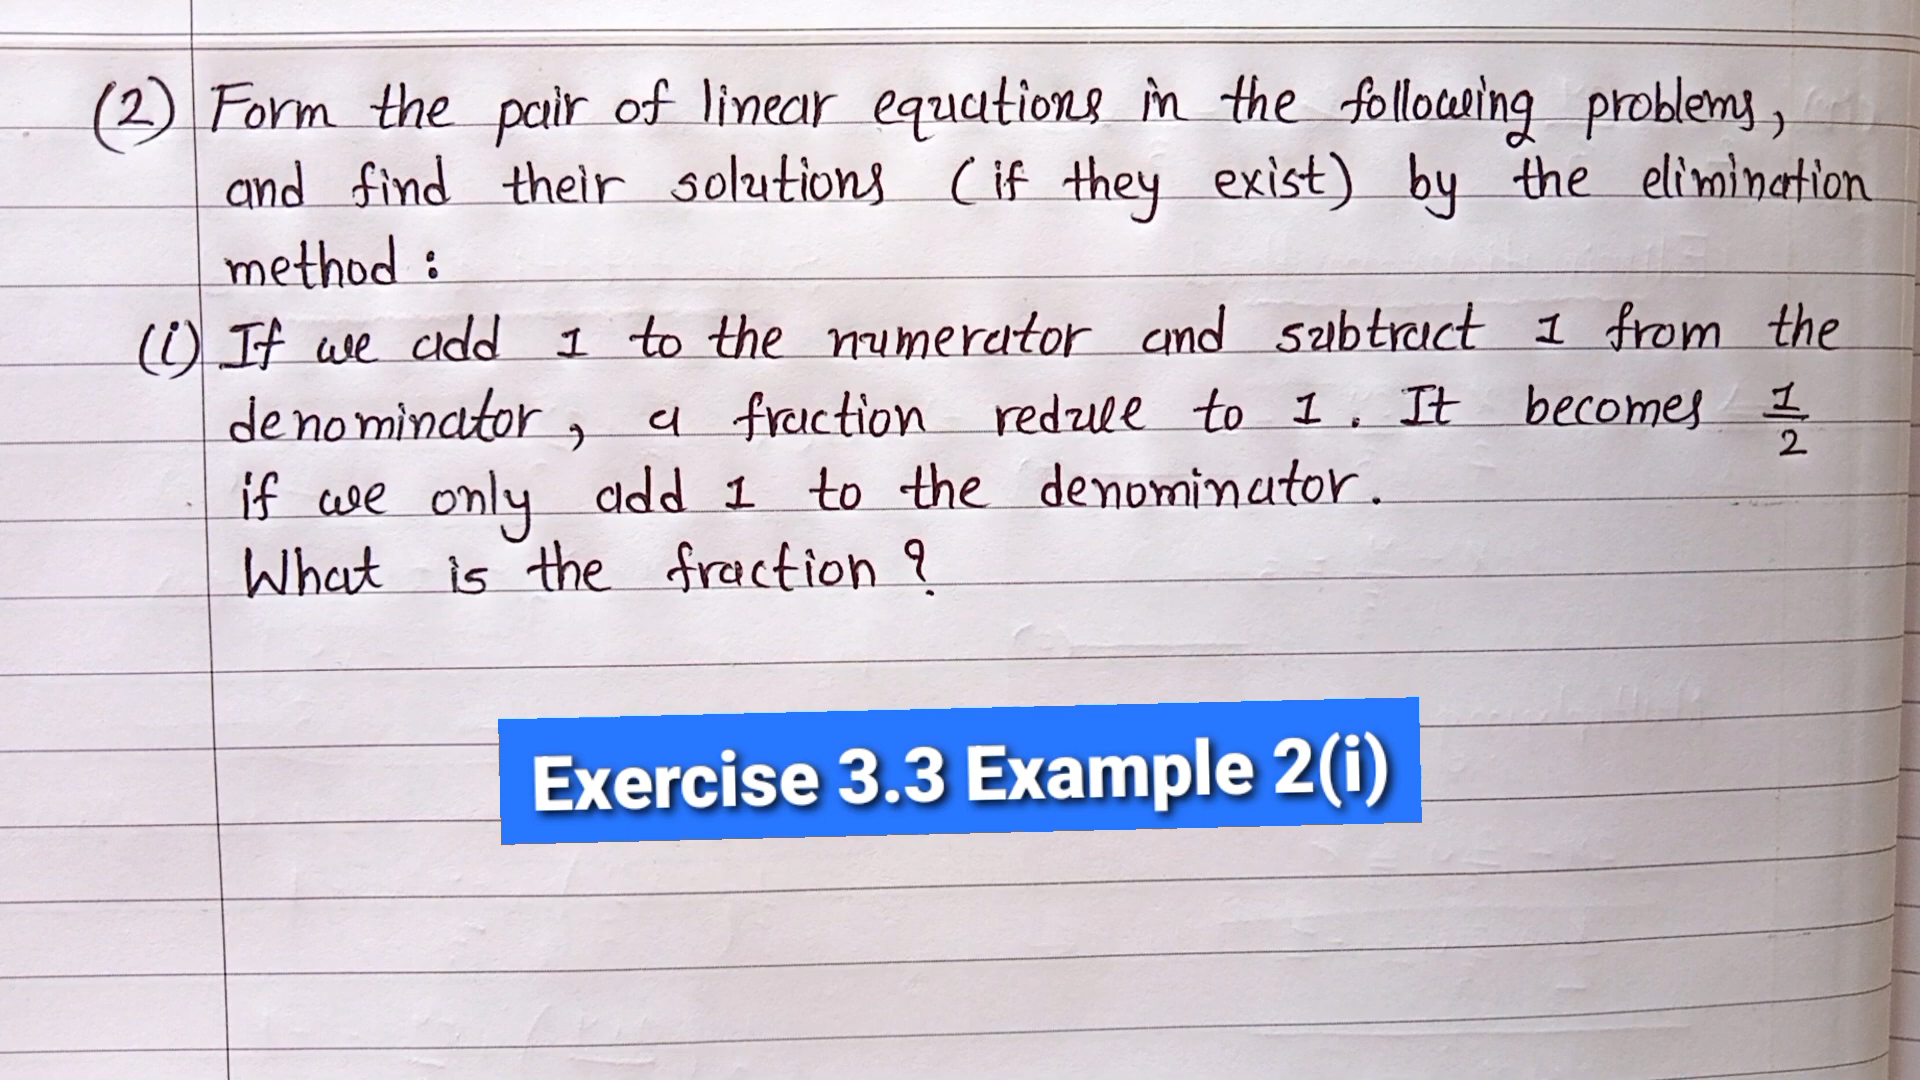 (2) Form the pair of linear equations in the following problems,
and find their solutions (if they exist) by the elimination
method :
(i) If we add 1 to the numerator and subtract 1 from the
denominator, a fraction reduce to 1. It becomes 1/2
if we only add 1 to the denominator.
What is the fraction ?
Exercise 3.3 Example 2(i)